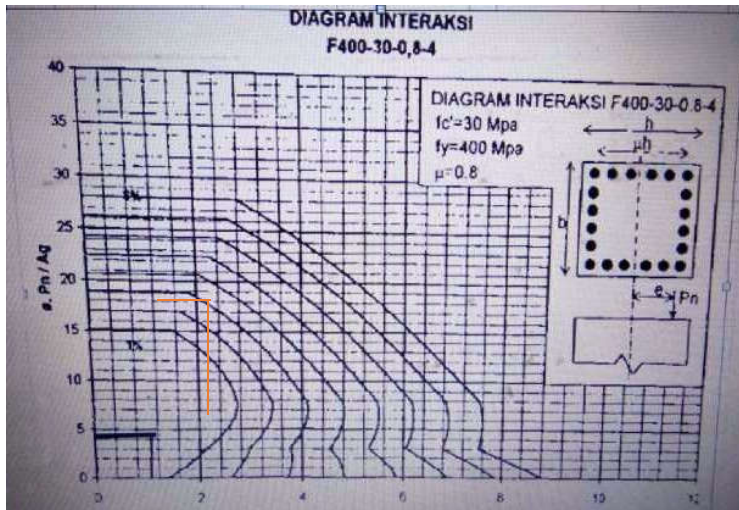 DIAGRAM INTERAKSI
F400-30-0,8-4
DIAGRAM INTERAKSI F400-30-0.8-4
fc'=30 Mpa
fy=400 Mpa
μ=0.8
h
μh
b
e
Pn
ø. Pn / Ag
40
35
30
25
20
15
10
5
0
8%
1%
0
2
4
6
8
10
12